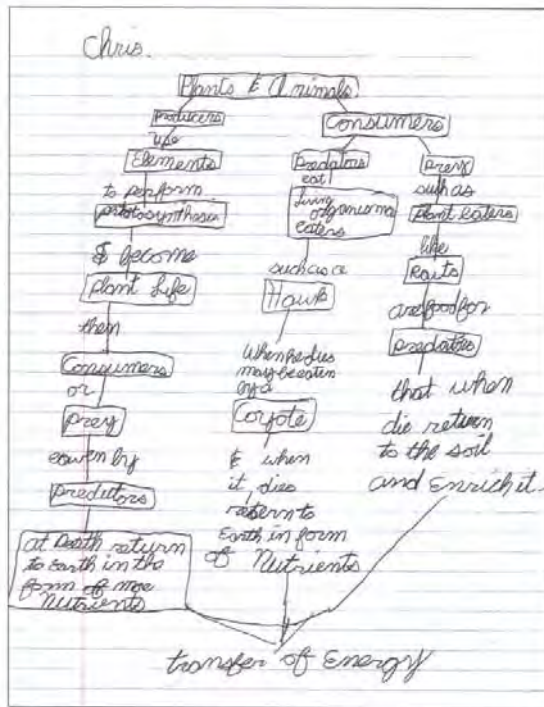 Chris.
Plants & Animals
Producers
use
Elements
to perform
photosynthesis
& become
Plant Life
then
Consumers
or
Prey
eaven by
Predutors
at Death return
to Earth in the
form of more
Nutrients
Consumers
Predators
eat
living
organisms
eaters
such as a
Hawk
When he dies
may be eaten
by a
Coyote
& when
it, dies
return to
Earth in form
of Nutrients
Prey
such as
Plant Eaters
like
are food for
predators
that when
die return
to the soil
and Enrich it.
transfer of Energy